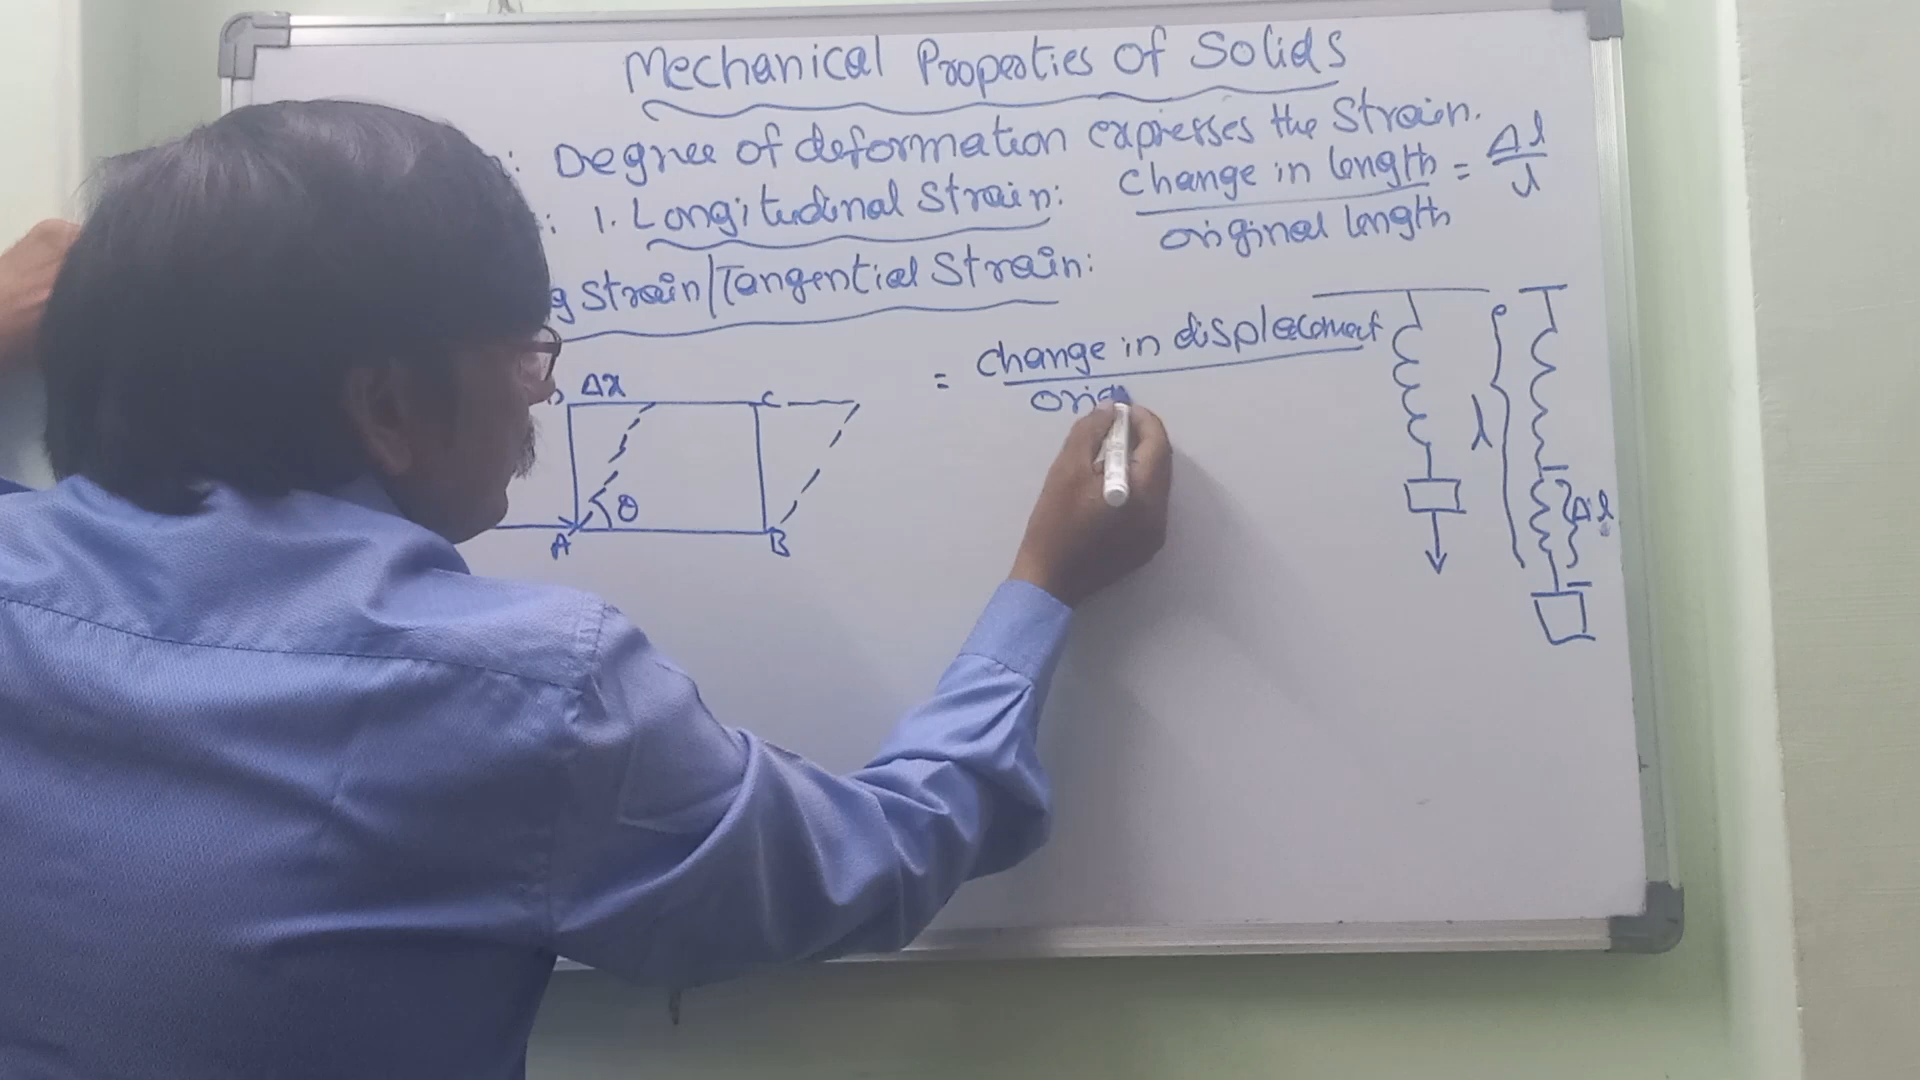 Mechanical Properties Of Solids
: Degree of deformation expresses the Strain.
: 1. Longitudinal Strain: change in length / original length = Δl / l
g Strain/Tangential Strain:
= change in displacement
orig
Δx
C
θ
A
B
l
Δl